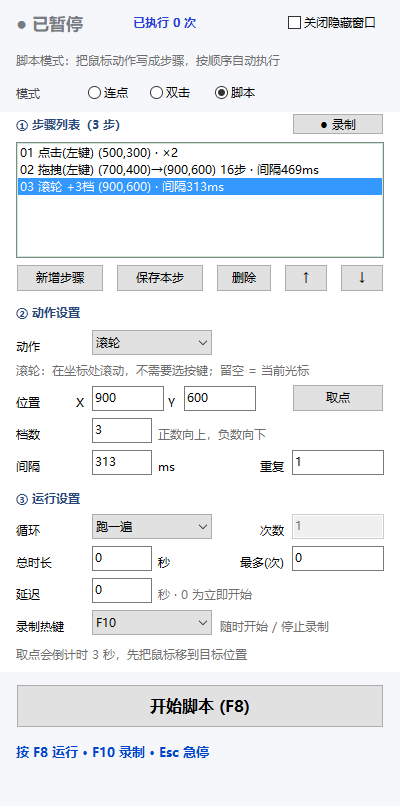 ● 已暂停 已执行 0 次 关闭隐藏窗口
脚本模式：把鼠标动作写成步骤，按顺序自动执行
模式 连点 双击 脚本
① 步骤列表（3 步） ● 录制
01 点击(左键) (500,300) · ×2
02 拖拽(左键) (700,400)→(900,600) 16步 · 间隔469ms
03 滚轮 +3档 (900,600) · 间隔313ms
新增步骤 保存本步 删除 ↑ ↓
② 动作设置
动作 滚轮
滚轮：在坐标处滚动，不需要选按键；留空 = 当前光标
位置 X 900 Y 600 取点
档数 3 正数向上，负数向下
间隔 313 ms 重复 1
③ 运行设置
循环 跑一遍 次数 1
总时长 0 秒 最多(次) 0
延迟 0 秒 · 0 为立即开始
录制热键 F10 随时开始 / 停止录制
取点会倒计时 3 秒，先把鼠标移到目标位置
开始脚本 (F8)
按 F8 运行 • F10 录制 • Esc 急停